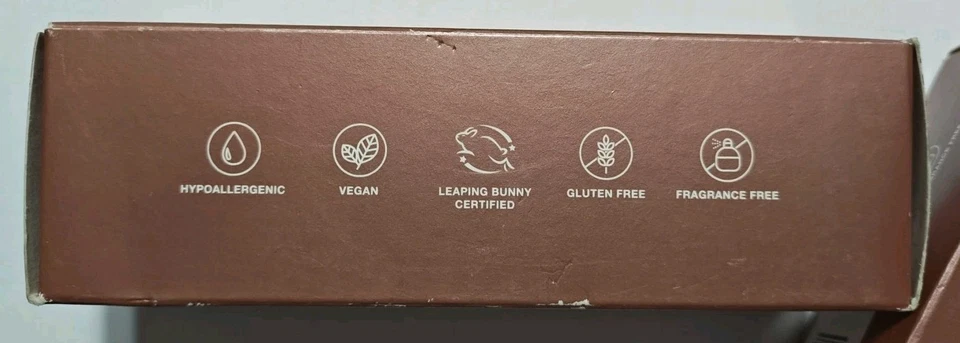 HYPOALLERGENIC
VEGAN
LEAPING BUNNY
CERTIFIED
GLUTEN FREE
FRAGRANCE FREE